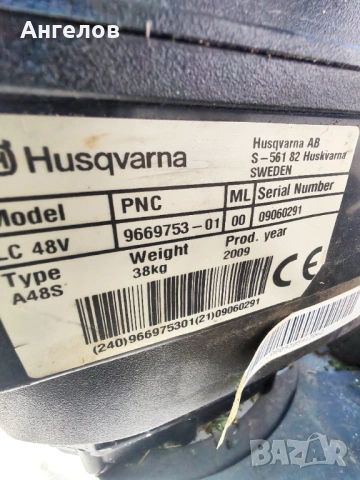 Ангелов
Husqvarna
Husqvarna AB
S-561 82 Huskvarna
SWEDEN
Model PNC ML Serial Number
LC 48V 9669753-01 00 09060291
Type Weight Prod. year
A48S 38kg 2009
CE
(240)966975301(21)09060291
BAZAR